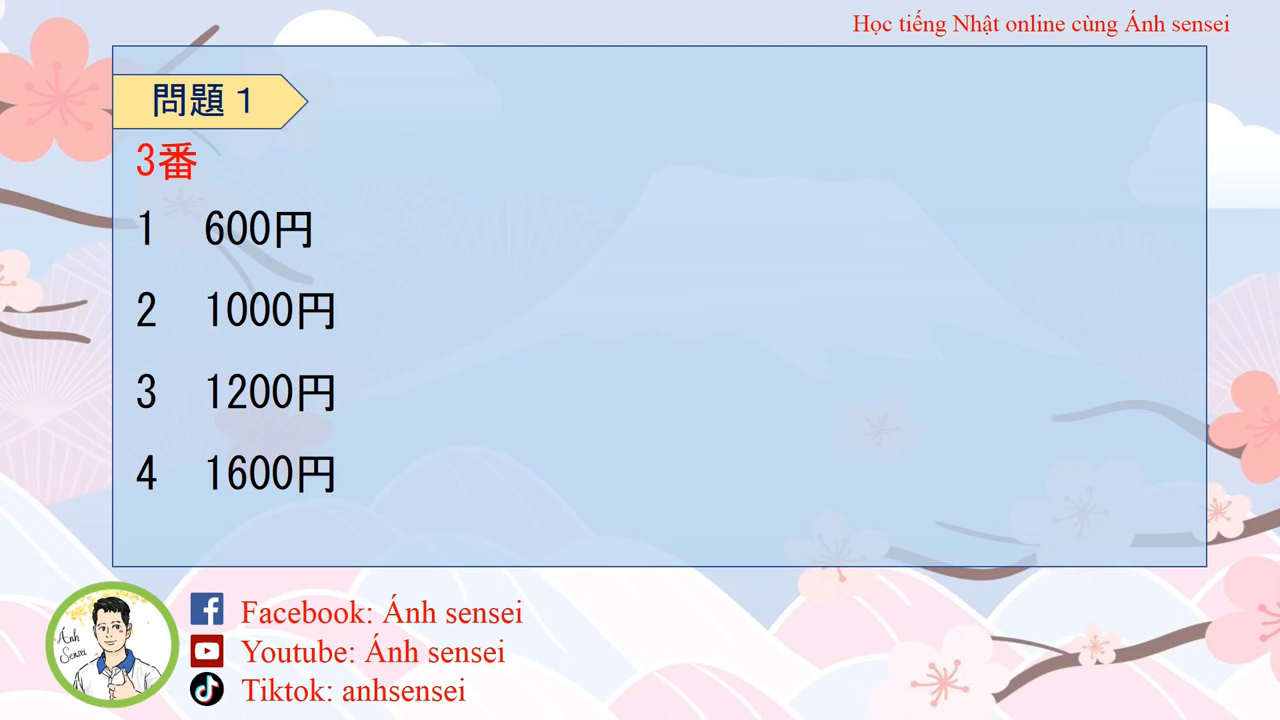 Học tiếng Nhật online cùng Ánh sensei
問題１
3番
1 600円
2 1000円
3 1200円
4 1600円
Ánh
Sensei
Facebook: Ánh sensei
Youtube: Ánh sensei
Tiktok: anhsensei